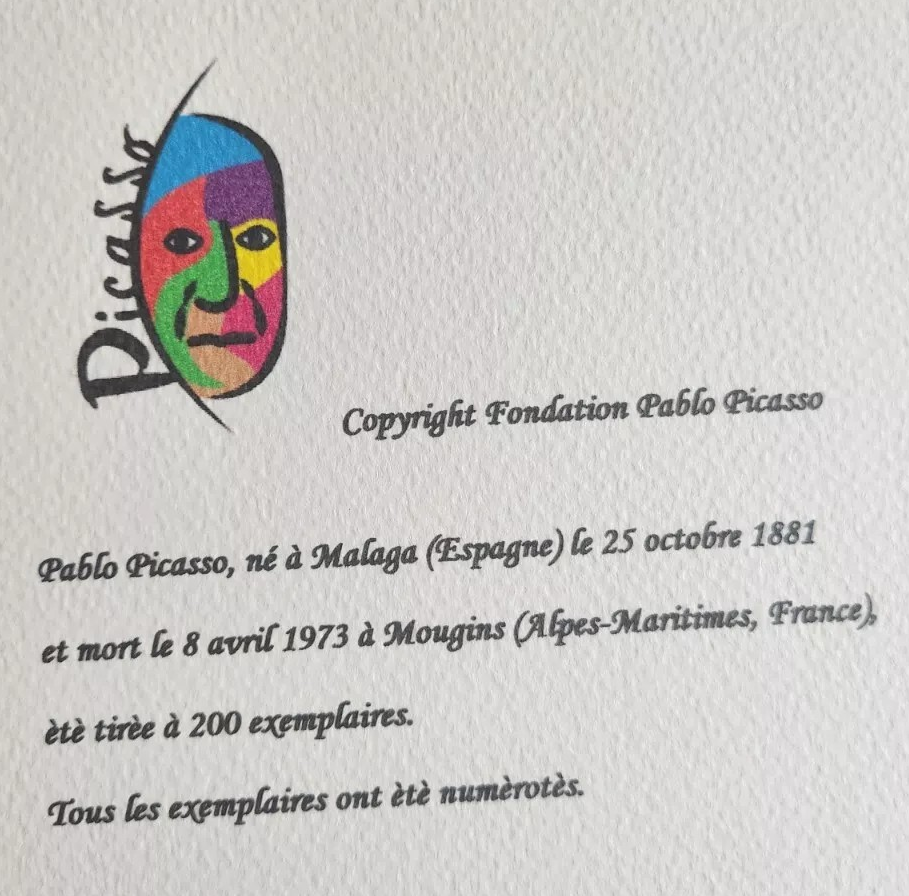 Picasso
Copyright Fondation Pablo Picasso
Pablo Picasso, né à Malaga (Espagne) le 25 octobre 1881
et mort le 8 avril 1973 à Mougins (Alpes-Maritimes, France),
ètè tirèe à 200 exemplaires.
Tous les exemplaires ont ètè numèrotès.